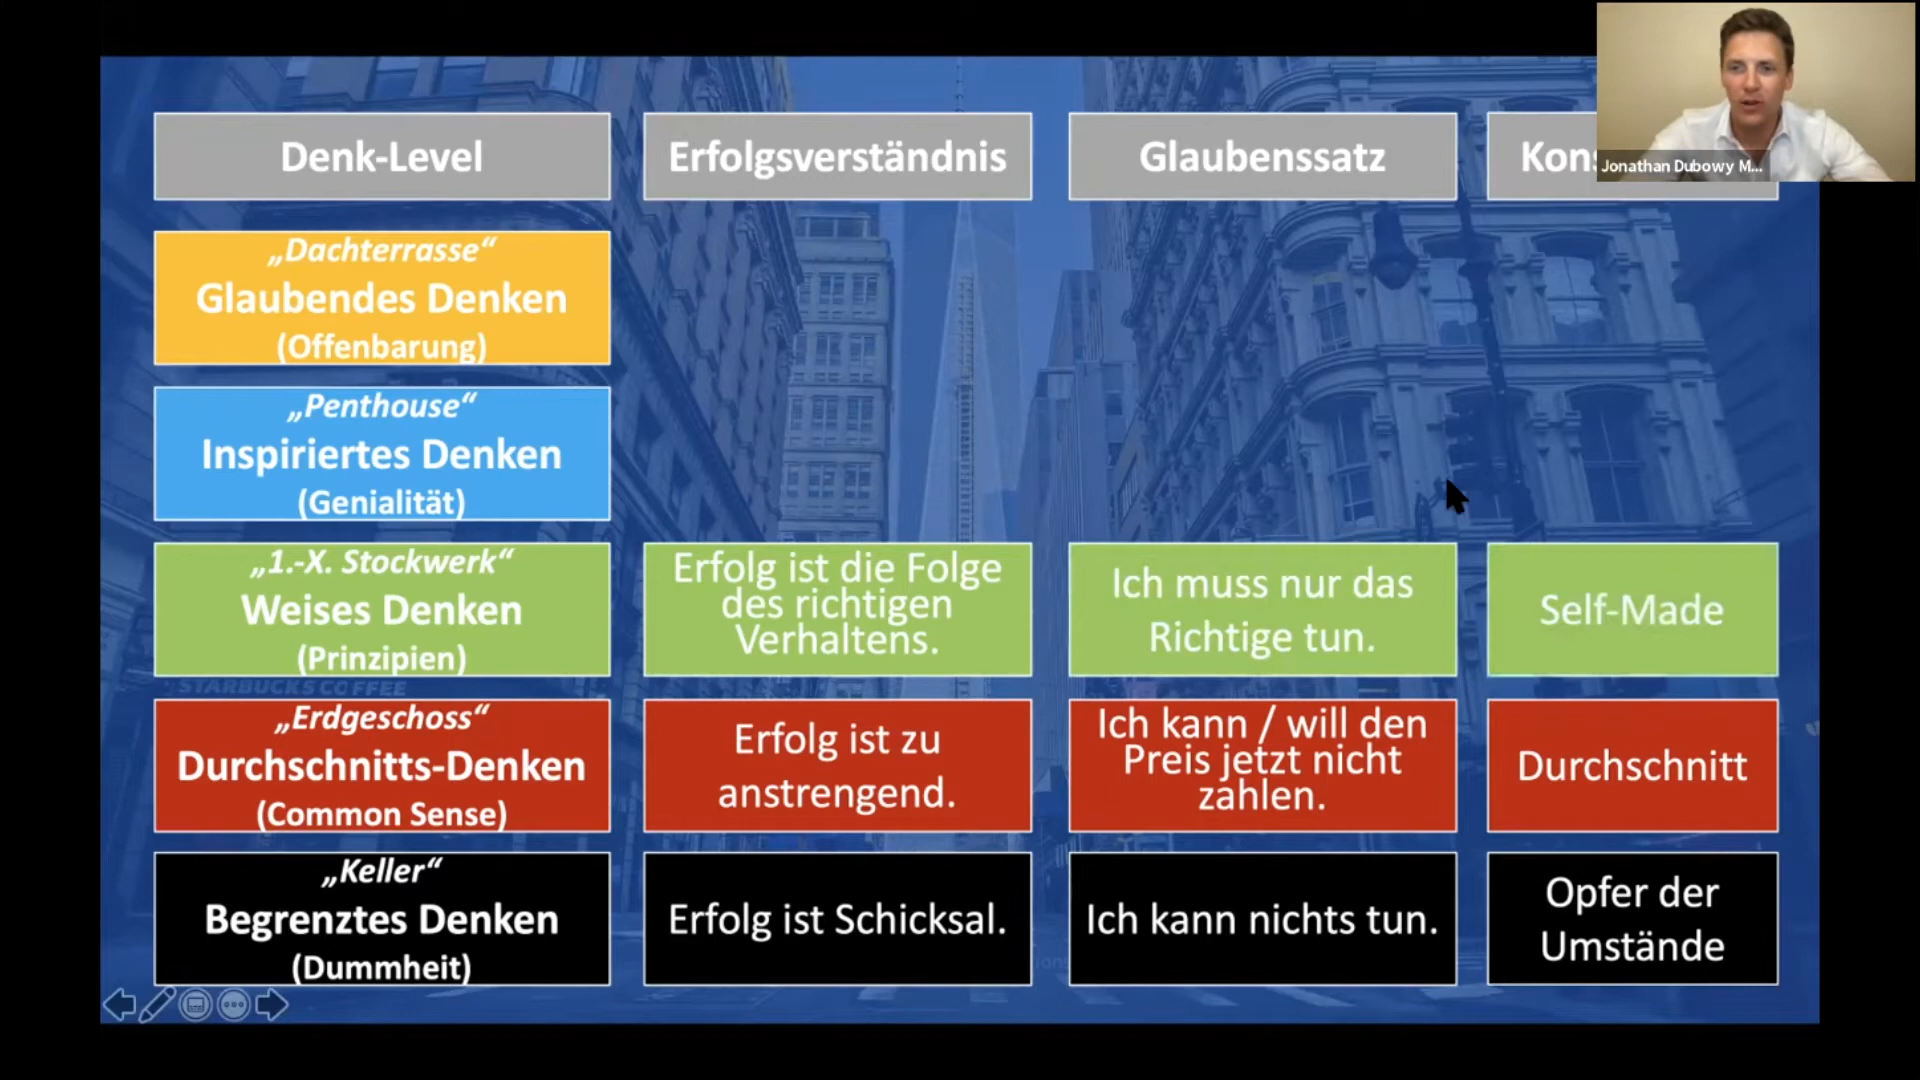 Denk-Level
Erfolgsverständnis
Glaubenssatz
Kons
Jonathan Dubowy M...
„Dachterrasse“
Glaubendes Denken
(Offenbarung)
„Penthouse“
Inspiriertes Denken
(Genialität)
„1.-X. Stockwerk“
Weises Denken
(Prinzipien)
Erfolg ist die Folge
des richtigen
Verhaltens.
Ich muss nur das
Richtige tun.
Self-Made
STARBUCKS COFFEE
„Erdgeschoss“
Durchschnitts-Denken
(Common Sense)
Erfolg ist zu
anstrengend.
Ich kann / will den
Preis jetzt nicht
zahlen.
Durchschnitt
„Keller“
Begrenztes Denken
(Dummheit)
Erfolg ist Schicksal.
Ich kann nichts tun.
Opfer der
Umstände